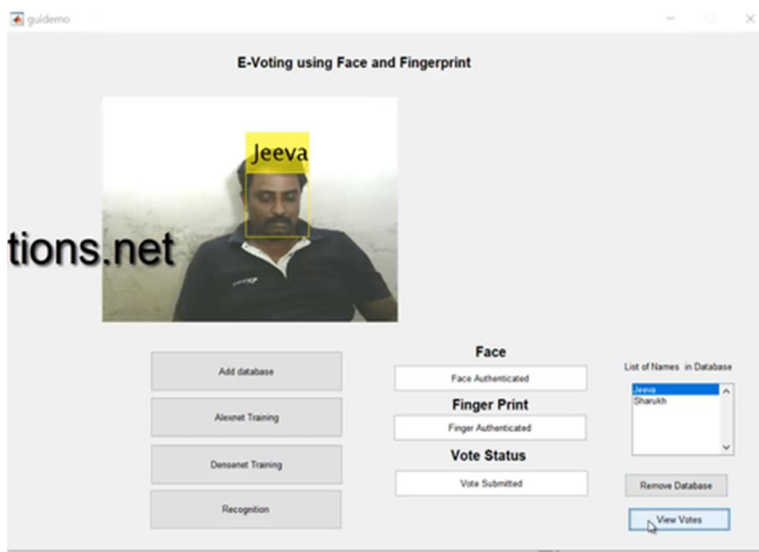 guidemo
E-Voting using Face and Fingerprint
Jeeva
tions.net
Face
Add database
Face Authenticated
List of Names in Database
Jeeva
Sharukh
Alexnet Training
Finger Print
Finger Authenticated
Densenet Training
Vote Status
Vote Submitted
Remove Database
Recognition
View Votes